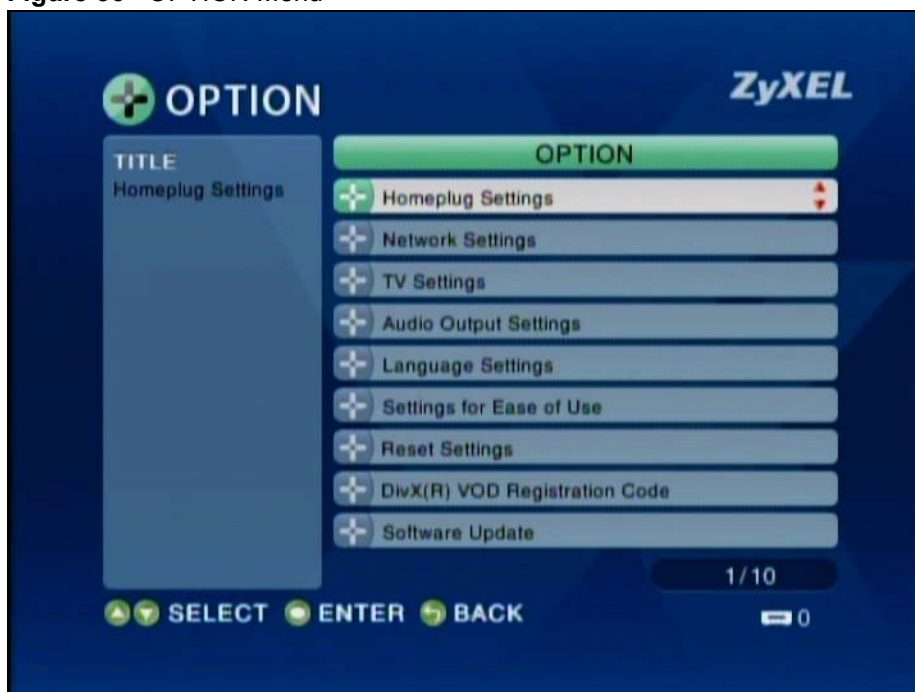 OPTION
ZyXEL
TITLE
Homeplug Settings
OPTION
Homeplug Settings
Network Settings
TV Settings
Audio Output Settings
Language Settings
Settings for Ease of Use
Reset Settings
DivX(R) VOD Registration Code
Software Update
1/10
SELECT ENTER BACK
0